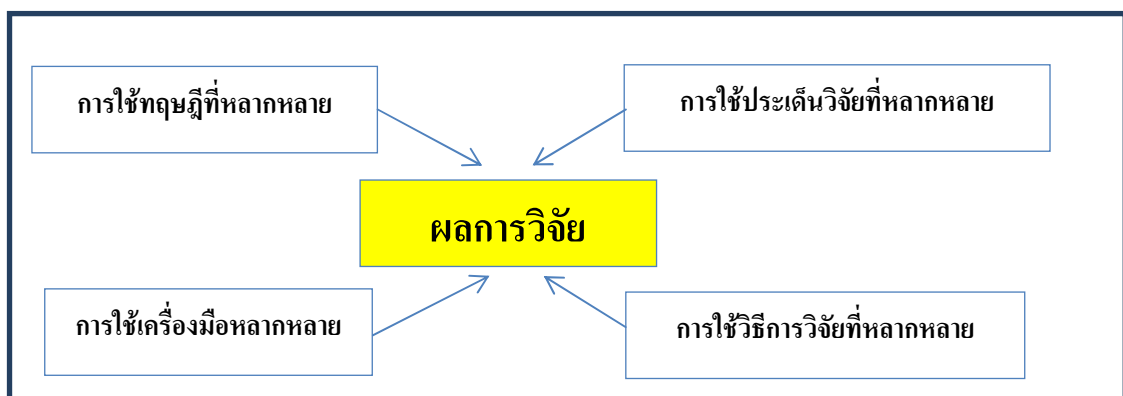 การใช้ทฤษฎีที่หลากหลาย
การใช้ประเด็นวิจัยที่หลากหลาย
ผลการวิจัย
การใช้เครื่องมือหลากหลาย
การใช้วิธีการวิจัยที่หลากหลาย